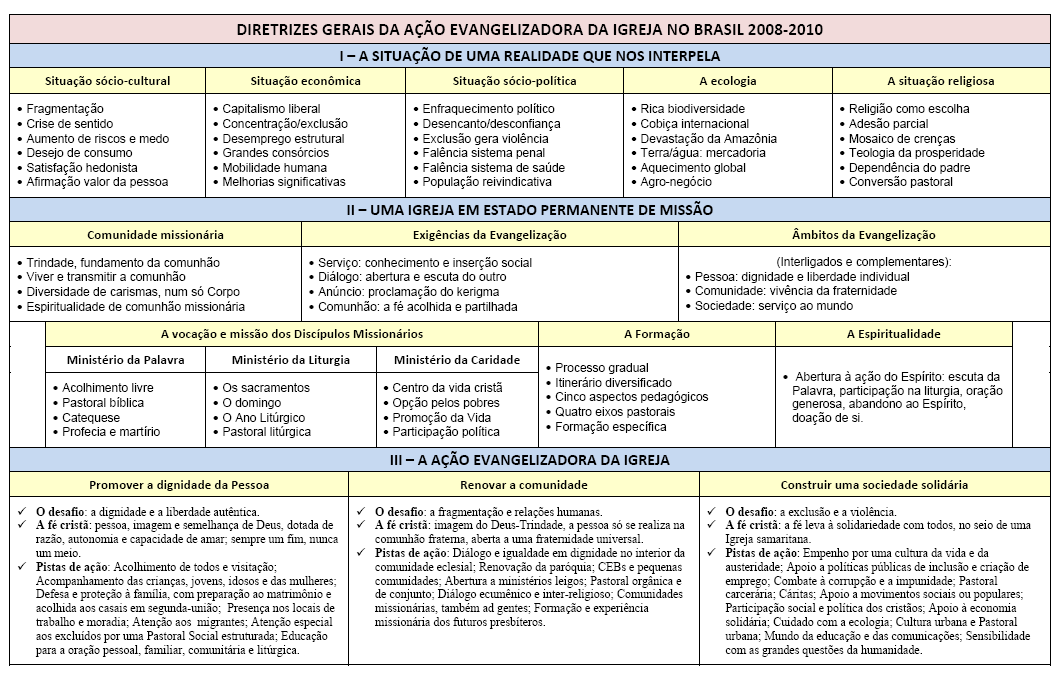 DIRETRIZES GERAIS DA AÇÃO EVANGELIZADORA DA IGREJA NO BRASIL 2008-2010
I – A SITUAÇÃO DE UMA REALIDADE QUE NOS INTERPELA
Situação sócio-cultural
• Fragmentação
• Crise de sentido
• Aumento de riscos e medo
• Desejo de consumo
• Satisfação hedonista
• Afirmação valor da pessoa
Situação econômica
• Capitalismo liberal
• Concentração/exclusão
• Desemprego estrutural
• Grandes consórcios
• Mobilidade humana
• Melhorias significativas
Situação sócio-política
• Enfraquecimento político
• Desencanto/desconfiança
• Exclusão gera violência
• Falência sistema penal
• Falência sistema de saúde
• População reivindicativa
A ecologia
• Rica biodiversidade
• Cobiça internacional
• Devastação da Amazônia
• Terra/água: mercadoria
• Aquecimento global
• Agro-negócio
A situação religiosa
• Religião como escolha
• Adesão parcial
• Mosaico de crenças
• Teologia da prosperidade
• Dependência do padre
• Conversão pastoral
II – UMA IGREJA EM ESTADO PERMANENTE DE MISSÃO
Comunidade missionária
• Trindade, fundamento da comunhão
• Viver e transmitir a comunhão
• Diversidade de carismas, num só Corpo
• Espiritualidade de comunhão missionária
Exigências da Evangelização
• Serviço: conhecimento e inserção social
• Diálogo: abertura e escuta do outro
• Anúncio: proclamação do kerigma
• Comunhão: a fé acolhida e partilhada
Âmbitos da Evangelização
(Interligados e complementares):
• Pessoa: dignidade e liberdade individual
• Comunidade: vivência da fraternidade
• Sociedade: serviço ao mundo
A vocação e missão dos Discípulos Missionários
Ministério da Palavra
• Acolhimento livre
• Pastoral bíblica
• Catequese
• Profecia e martírio
Ministério da Liturgia
• Os sacramentos
• O domingo
• O Ano Litúrgico
• Pastoral litúrgica
Ministério da Caridade
• Centro da vida cristã
• Opção pelos pobres
• Promoção da Vida
• Participação política
A Formação
• Processo gradual
• Itinerário diversificado
• Cinco aspectos pedagógicos
• Quatro eixos pastorais
• Formação específica
A Espiritualidade
• Abertura à ação do Espírito: escuta da
Palavra, participação na liturgia, oração
generosa, abandono ao Espírito,
doação de si.
III – A AÇÃO EVANGELIZADORA DA IGREJA
Promover a dignidade da Pessoa
✓ O desafio: a dignidade e a liberdade autêntica.
✓ A fé cristã: pessoa, imagem e semelhança de Deus, dotada de
razão, autonomia e capacidade de amar; sempre um fim, nunca
um meio.
✓ Pistas de ação: Acolhimento de todos e visitação;
Acompanhamento das crianças, jovens, idosos e das mulheres;
Defesa e proteção à família, com preparação ao matrimônio e
acolhida aos casais em segunda-união; Presença nos locais de
trabalho e moradia; Atenção aos migrantes; Atenção especial
aos excluídos por uma Pastoral Social estruturada; Educação
para a oração pessoal, familiar, comunitária e litúrgica.
Renovar a comunidade
✓ O desafio: a fragmentação e relações humanas.
✓ A fé cristã: imagem do Deus-Trindade, a pessoa só se realiza na
comunhão fraterna, aberta a uma fraternidade universal.
✓ Pistas de ação: Diálogo e igualdade em dignidade no interior da
comunidade eclesial; Renovação da paróquia; CEBs e pequenas
comunidades; Abertura a ministérios leigos; Pastoral orgânica e
de conjunto; Diálogo ecumênico e inter-religioso; Comunidades
missionárias, também ad gentes; Formação e experiência
missionária dos futuros presbíteros.
Construir uma sociedade solidária
✓ O desafio: a exclusão e a violência.
✓ A fé cristã: a fé leva à solidariedade com todos, no seio de uma
Igreja samaritana.
✓ Pistas de ação: Empenho por uma cultura da vida e da
austeridade; Apoio a políticas públicas de inclusão e criação de
emprego; Combate à corrupção e a impunidade; Pastoral
carcerária; Cáritas; Apoio a movimentos sociais ou populares;
Participação social e política dos cristãos; Apoio à economia
solidária; Cuidado com a ecologia; Cultura urbana e Pastoral
urbana; Mundo da educação e das comunicações; Sensibilidade
com as grandes questões da humanidade.